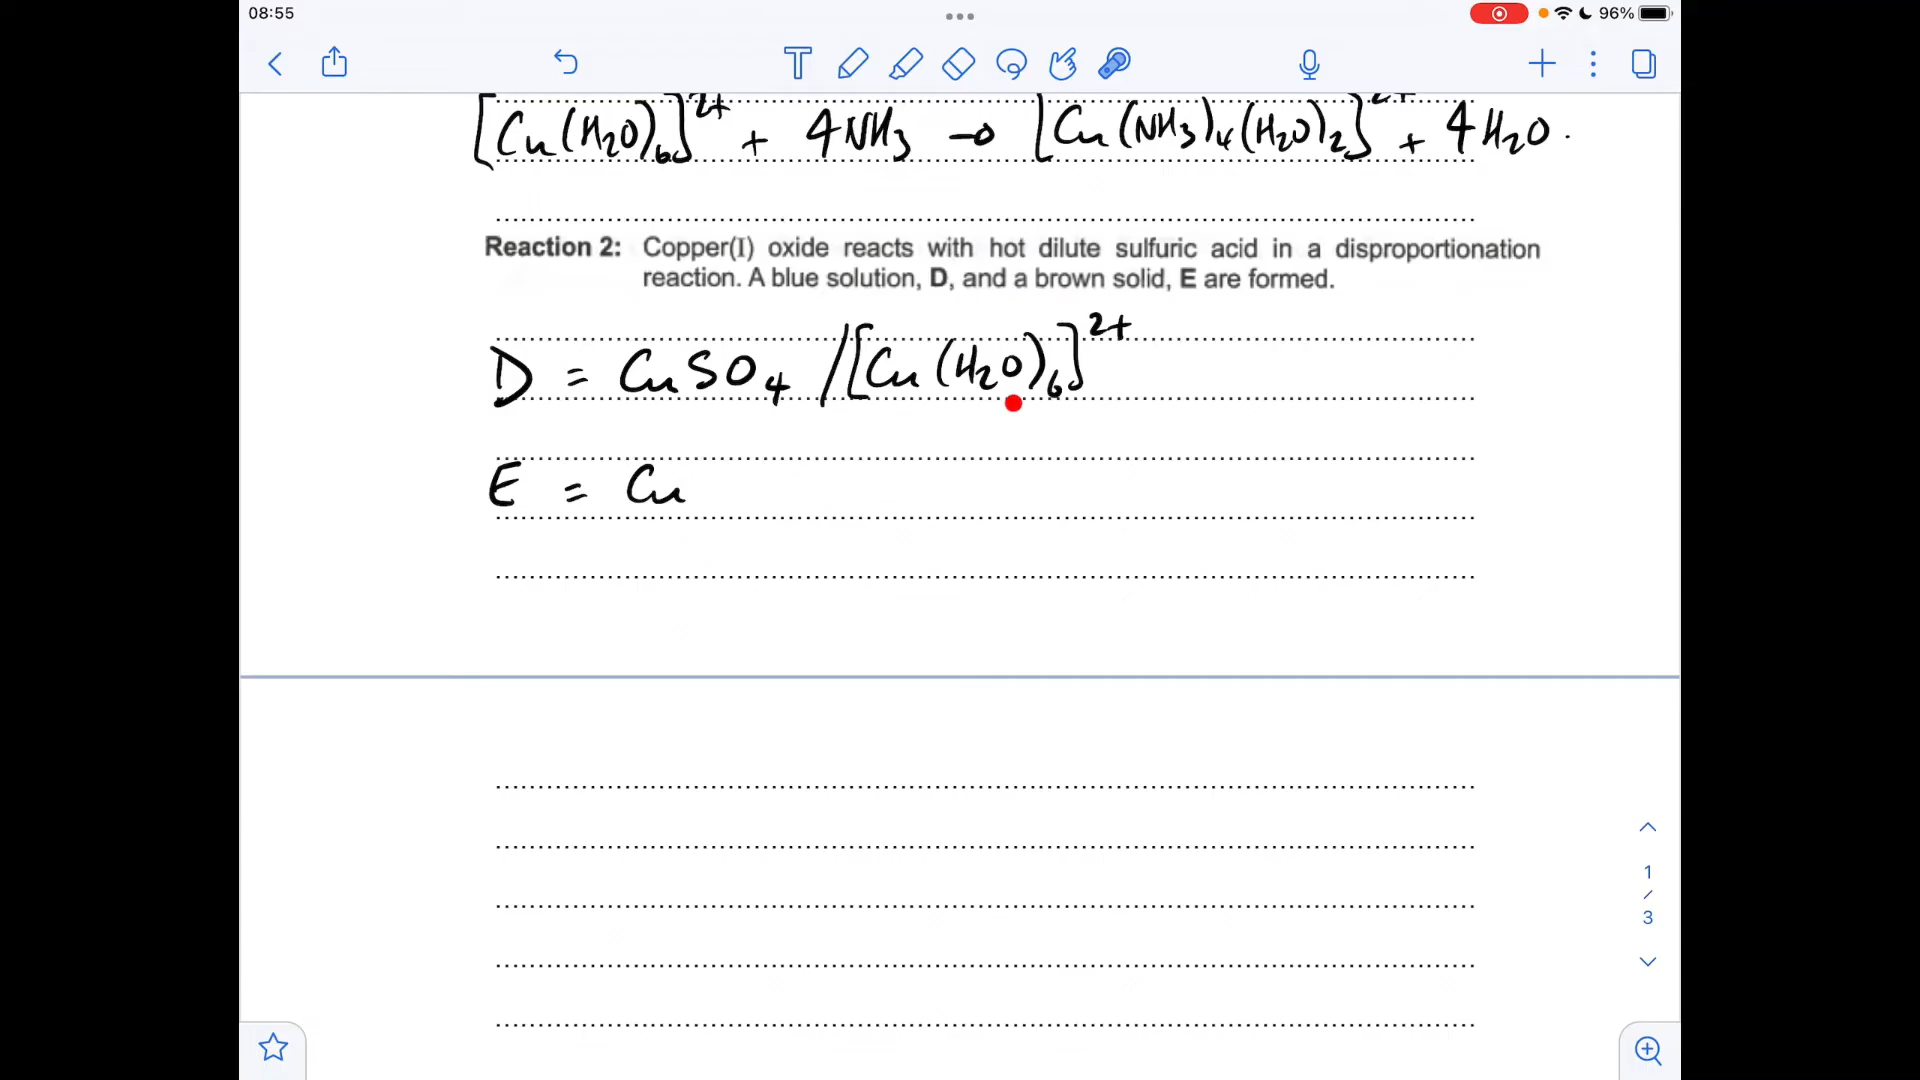 08:55
96%
[Cu(H2O)6]2+ + 4NH3 → [Cu(NH3)4(H2O)2]2+ + 4H2O.
Reaction 2: Copper(I) oxide reacts with hot dilute sulfuric acid in a disproportionation
reaction. A blue solution, D, and a brown solid, E are formed.
D = CuSO4 / [Cu(H2O)6]2+
E = Cu
1
/
3